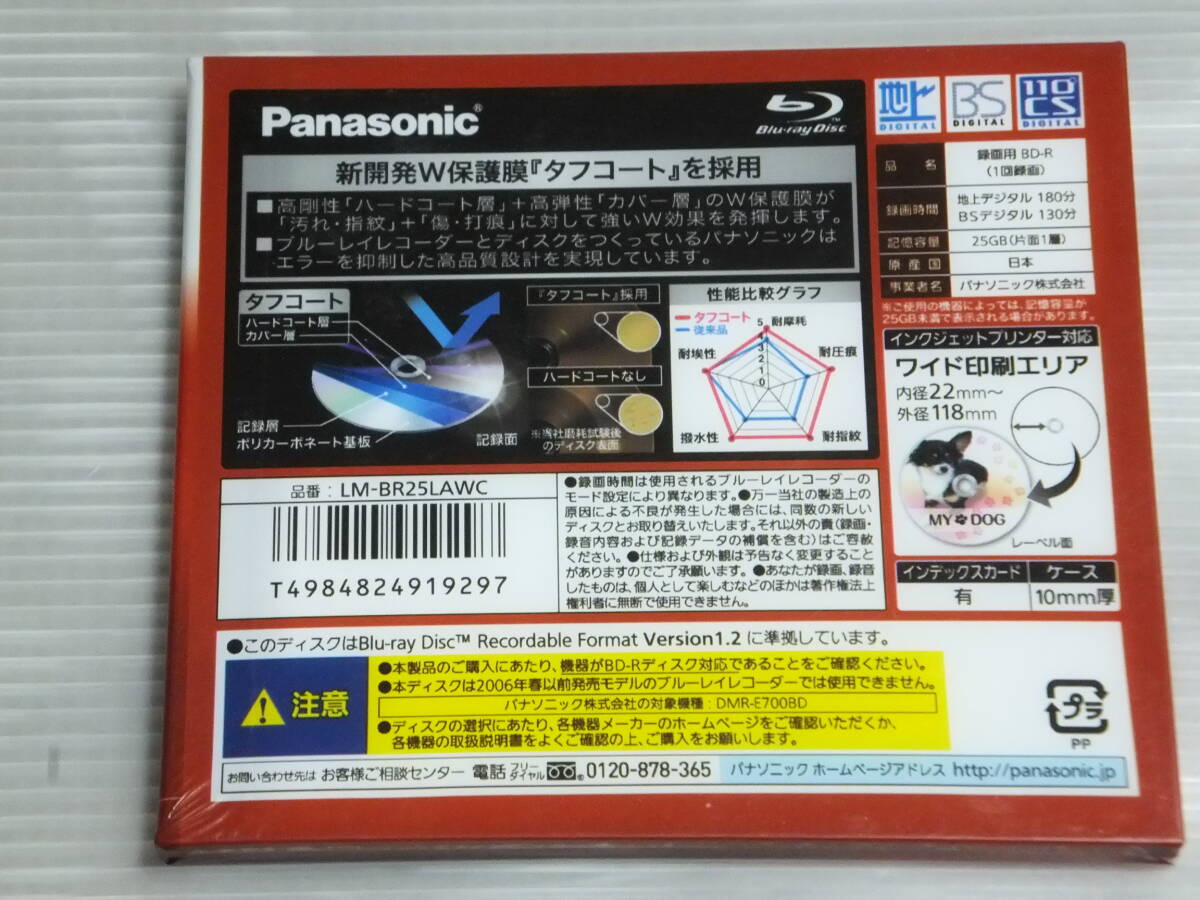 Panasonic®
Blu-ray Disc™
新開発W保護膜『タフコート』を採用
■高剛性「ハードコート層」+高弾性「カバー層」のW保護膜が
「汚れ・指紋」+「傷・打痕」に対して強いW効果を発揮します。
■ブルーレイレコーダーとディスクをつくっているパナソニックは
エラーを抑制した高品質設計を実現しています。
タフコート
ハードコート層
カバー層
記録層
ポリカーボネート基板
記録面
『タフコート』採用
ハードコートなし
※当社磨耗試験後
のディスク表面
性能比較グラフ
タフコート
従来品
5
4
3
2
1
0
耐摩耗
耐圧痕
耐指紋
撥水性
耐埃性
地上
DIGITAL
BS
DIGITAL
110°
CS
DIGITAL
品名
録画用 BD-R
(1回録画)
録画時間
地上デジタル 180分
BSデジタル 130分
記憶容量
25GB(片面1層)
原産国
日本
事業者名
パナソニック株式会社
※ご使用の機器によっては、記憶容量が
25GB未満で表示される場合があります。
インクジェットプリンター対応
ワイド印刷エリア
内径22mm〜
外径118mm
MY DOG
レーベル面
インデックスカード
ケース
有
10mm厚
品番:LM-BR25LAWC
T4984824919297
●録画時間は使用されるブルーレイレコーダーの
モード設定により異なります。●万一当社の製造上の
原因による不良が発生した場合には、同数の新しい
ディスクとお取り替えいたします。それ以外の責(録画・
録音内容および記録データの補償を含む)はご容赦
ください。●仕様および外観は予告なく変更すること
がありますのでご了承願います。●あなたが録画、録音
したものは、個人として楽しむなどのほかは著作権法上
権利者に無断で使用できません。
●このディスクはBlu-ray Disc™ Recordable Format Version1.2 に準拠しています。
注意
●本製品のご購入にあたり、機器がBD-Rディスク対応であることをご確認ください。
●本ディスクは2006年春以前発売モデルのブルーレイレコーダーでは使用できません。
パナソニック株式会社の対象機種:DMR-E700BD
●ディスクの選択にあたり、各機器メーカーのホームページをご確認いただくか、
各機器の取扱説明書をよくご確認の上、ご購入をお願いします。
プラ
PP
お問い合わせ先は お客様ご相談センター 電話 フリーダイヤル 0120-878-365
パナソニック ホームページアドレス http://panasonic.jp